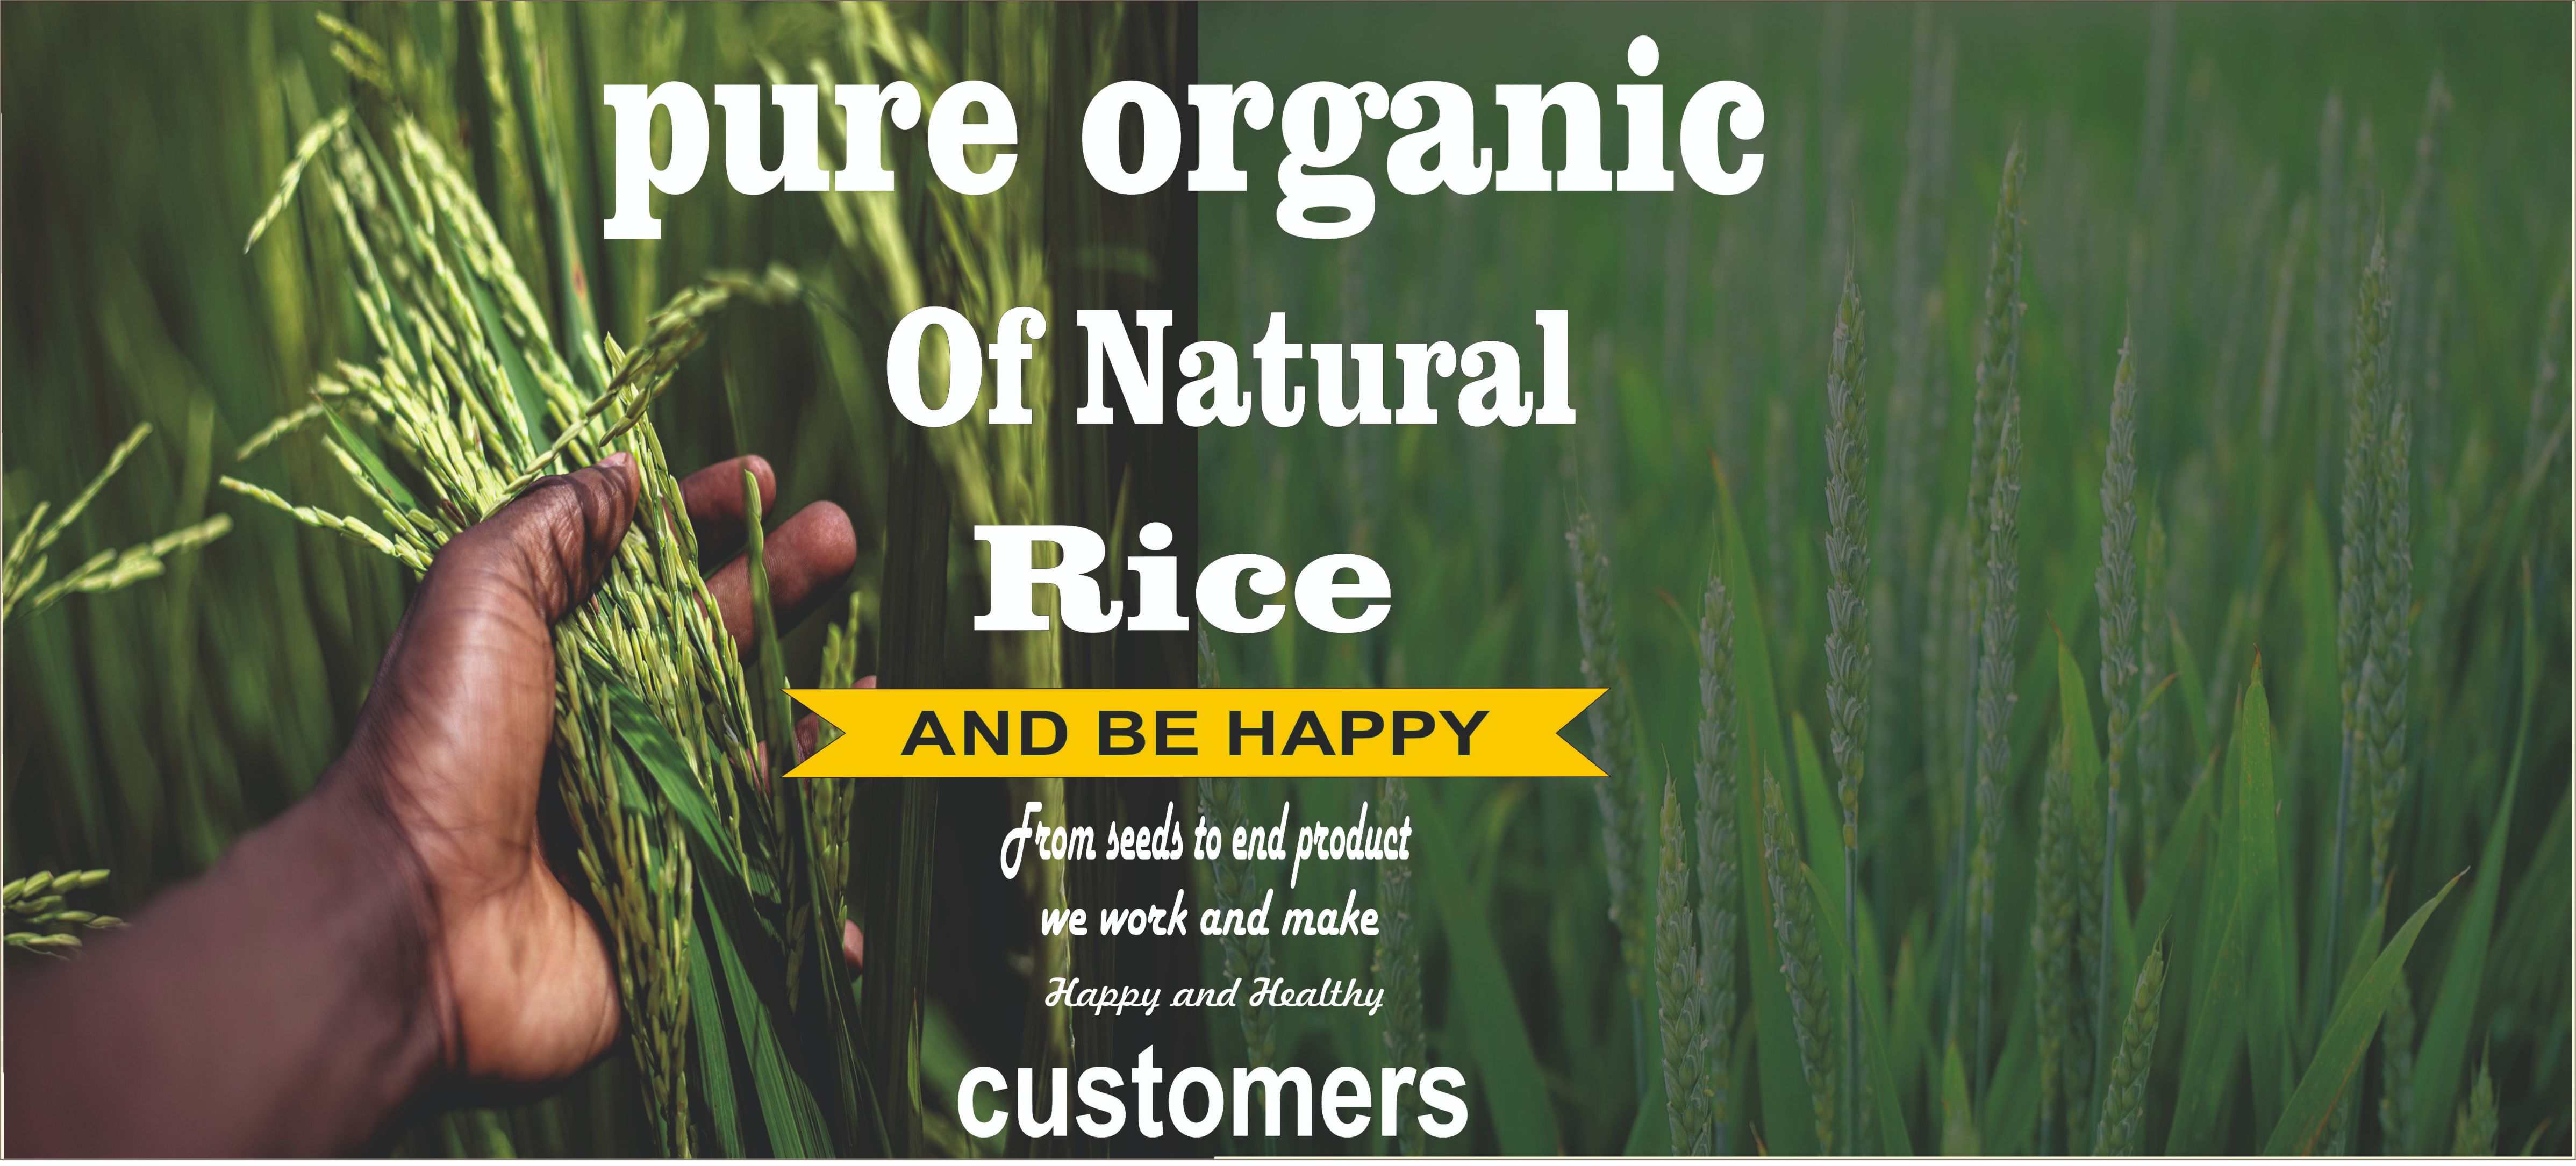 pure organic
Of Natural
Rice
AND BE HAPPY
From seeds to end product
we work and make
Happy and Healthy
customers